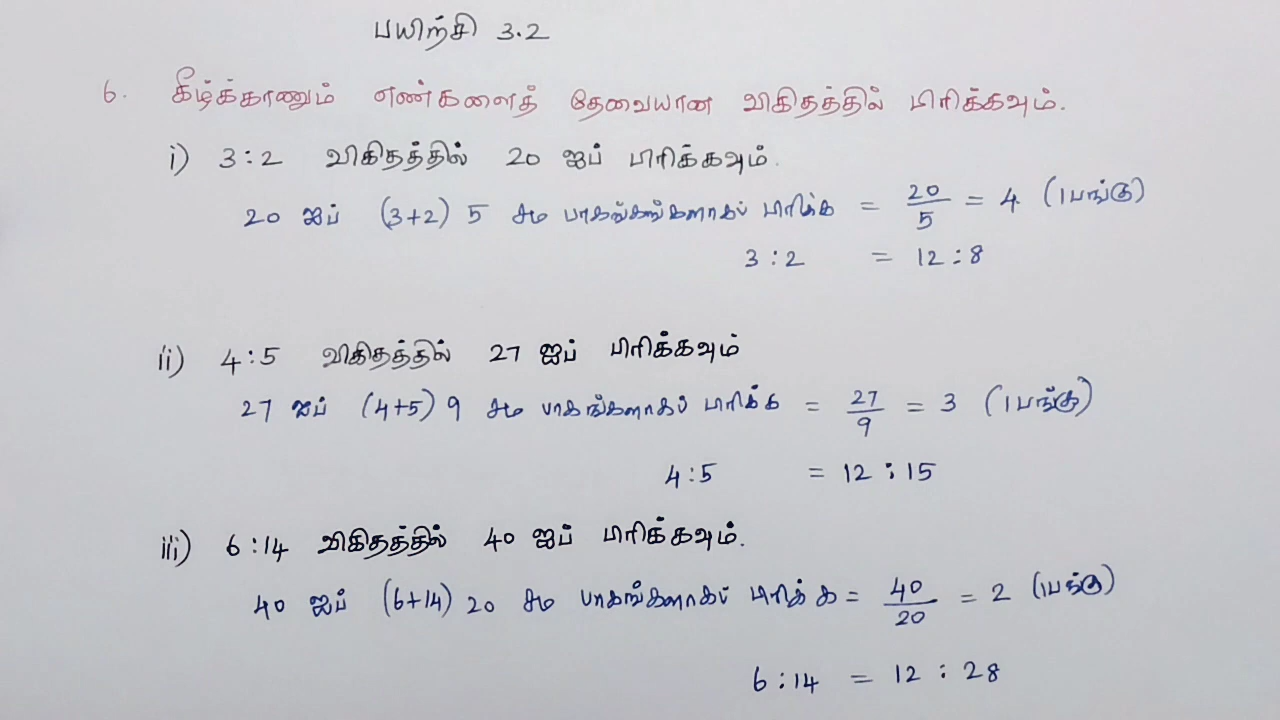 பயிற்சி 3.2
6. கீழ்க்காணும் எண்களைத் தேவையான விகிதத்தில் பிரிக்கவும்.
i) 3:2 விகிதத்தில் 20 ஐப் பிரிக்கவும்.
20 ஐப் (3+2) 5 சம பாகங்கங்களாகப் பிரிக்க = 20/5 = 4 (1பங்கு)
3:2 = 12:8
ii) 4:5 விகிதத்தில் 27 ஐப் பிரிக்கவும்
27 ஐப் (4+5) 9 சம பாகங்களாகப் பிரிக்க = 27/9 = 3 (1பங்கு)
4:5 = 12:15
iii) 6:14 விகிதத்தில் 40 ஐப் பிரிக்கவும்.
40 ஐப் (6+14) 20 சம பாகங்களாகப் பிரிக்க = 40/20 = 2 (1பங்கு)
6:14 = 12:28